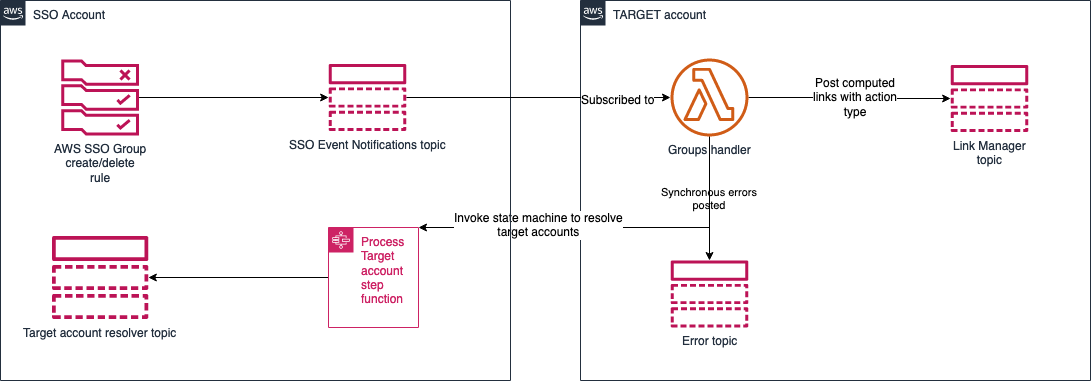 aws
SSO Account
aws
TARGET account
AWS SSO Group
create/delete
rule
SSO Event Notifications topic
Subscribed to
Groups handler
Post computed
links with action
type
Link Manager
topic
Synchronous errors
posted
Invoke state machine to resolve
target accounts
Process
Target
account
step
function
Target account resolver topic
Error topic